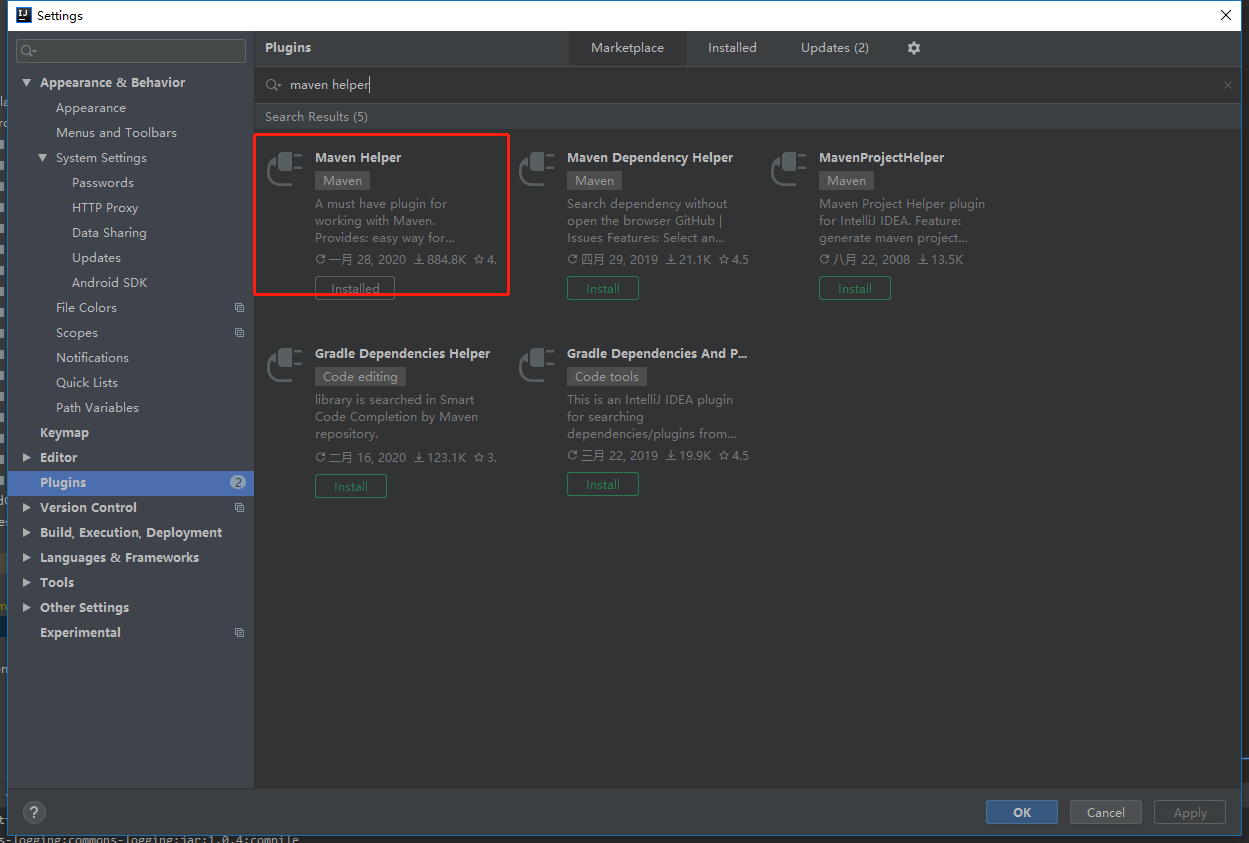 Settings
Plugins
Marketplace
Installed
Updates (2)
maven helper
Search Results (5)
Appearance & Behavior
Appearance
Menus and Toolbars
System Settings
Passwords
HTTP Proxy
Data Sharing
Updates
Android SDK
File Colors
Scopes
Notifications
Quick Lists
Path Variables
Keymap
Editor
Plugins 2
Version Control
Build, Execution, Deployment
Languages & Frameworks
Tools
Other Settings
Experimental
Maven Helper
Maven
A must have plugin for
working with Maven.
Provides: easy way for...
一月 28, 2020 884.8K 4.
Installed
Maven Dependency Helper
Maven
Search dependency without
open the browser GitHub |
Issues Features: Select an...
四月 29, 2019 21.1K 4.5
Install
MavenProjectHelper
Maven
Maven Project Helper plugin
for IntelliJ IDEA. Feature:
generate maven project...
八月 22, 2008 13.5K
Install
Gradle Dependencies Helper
Code editing
library is searched in Smart
Code Completion by Maven
repository.
二月 16, 2020 123.1K 3.
Install
Gradle Dependencies And P...
Code tools
This is an IntelliJ IDEA plugin
for searching
dependencies/plugins from...
三月 22, 2019 19.9K 4.5
Install
?
OK
Cancel
Apply
s-logging:commons-logging:jar:1.0.4:compile